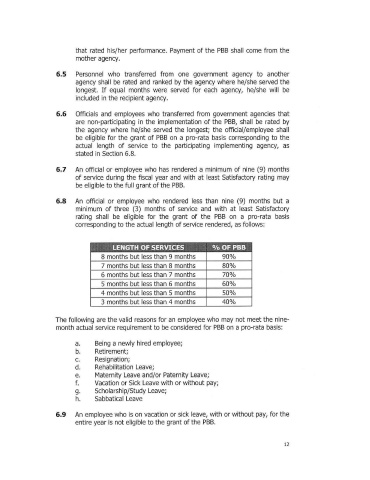 that rated his/her performance. Payment of the PBB shall come from the
mother agency.
6.5 Personnel who transferred from one government agency to another
agency shall be rated and ranked by the agency where he/she served the
longest. If equal months were served for each agency, he/she will be
included in the recipient agency.
6.6 Officials and employees who transferred from government agencies that
are non-participating in the implementation of the PBB, shall be rated by
the agency where he/she served the longest; the official/employee shall
be eligible for the grant of PBB on a pro-rata basis corresponding to the
actual length of service to the participating implementing agency, as
stated in Section 6.8.
6.7 An official or employee who has rendered a minimum of nine (9) months
of service during the fiscal year and with at least Satisfactory rating may
be eligible to the full grant of the PBB.
6.8 An official or employee who rendered less than nine (9) months but a
minimum of three (3) months of service and with at least Satisfactory
rating shall be eligible for the grant of the PBB on a pro-rata basis
corresponding to the actual length of service rendered, as follows:
LENGTH OF SERVICES % OF PBB
8 months but less than 9 months 90%
7 months but less than 8 months 80%
6 months but less than 7 months 70%
5 months but less than 6 months 60%
4 months but less than 5 months 50%
3 months but less than 4 months 40%
The following are the valid reasons for an employee who may not meet the nine-
month actual service requirement to be considered for PBB on a pro-rata basis:
a. Being a newly hired employee;
b. Retirement;
c. Resignation;
d. Rehabilitation Leave;
e. Maternity Leave and/or Paternity Leave;
f. Vacation or Sick Leave with or without pay;
g. Scholarship/Study Leave;
h. Sabbatical Leave
6.9 An employee who is on vacation or sick leave, with or without pay, for the
entire year is not eligible to the grant of the PBB.
12